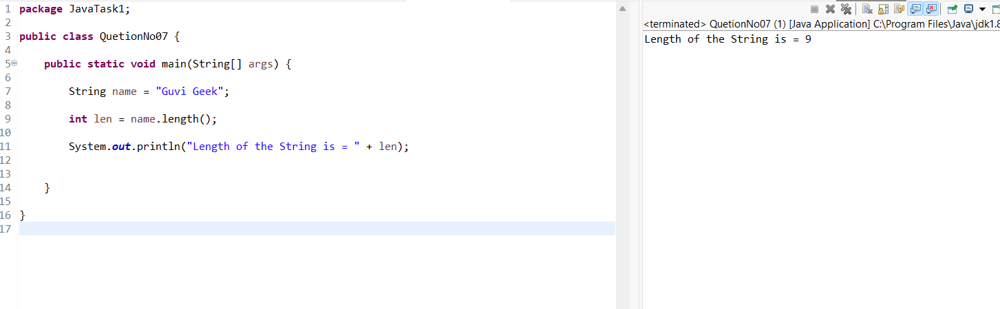 1 package JavaTask1;
2
3 public class QuetionNo07 {
4
5 public static void main(String[] args) {
6
7 String name = "Guvi Geek";
8
9 int len = name.length();
10
11 System.out.println("Length of the String is = " + len);
12
13
14 }
15
16 }
17
<terminated> QuetionNo07 (1) [Java Application] C:\Program Files\Java\jdk1.8
Length of the String is = 9